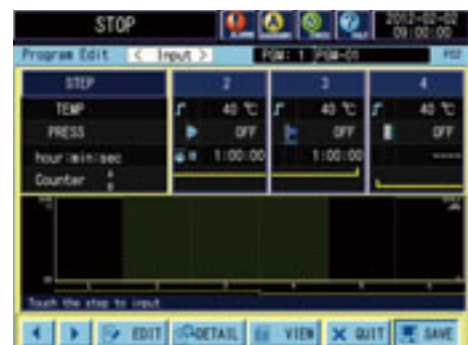 STOP 2012-02-02
09:00:00
Program Edit < Input > PGM: 1 PGM-01
STEP 2 3 4
TEMP 40 ℃ 40 ℃ 40 ℃
PRESS OFF OFF OFF
hour:min:sec 1:00:00 1:00:00 --:--
Counter
Touch the step to input
EDIT DETAIL VIEW QUIT SAVE